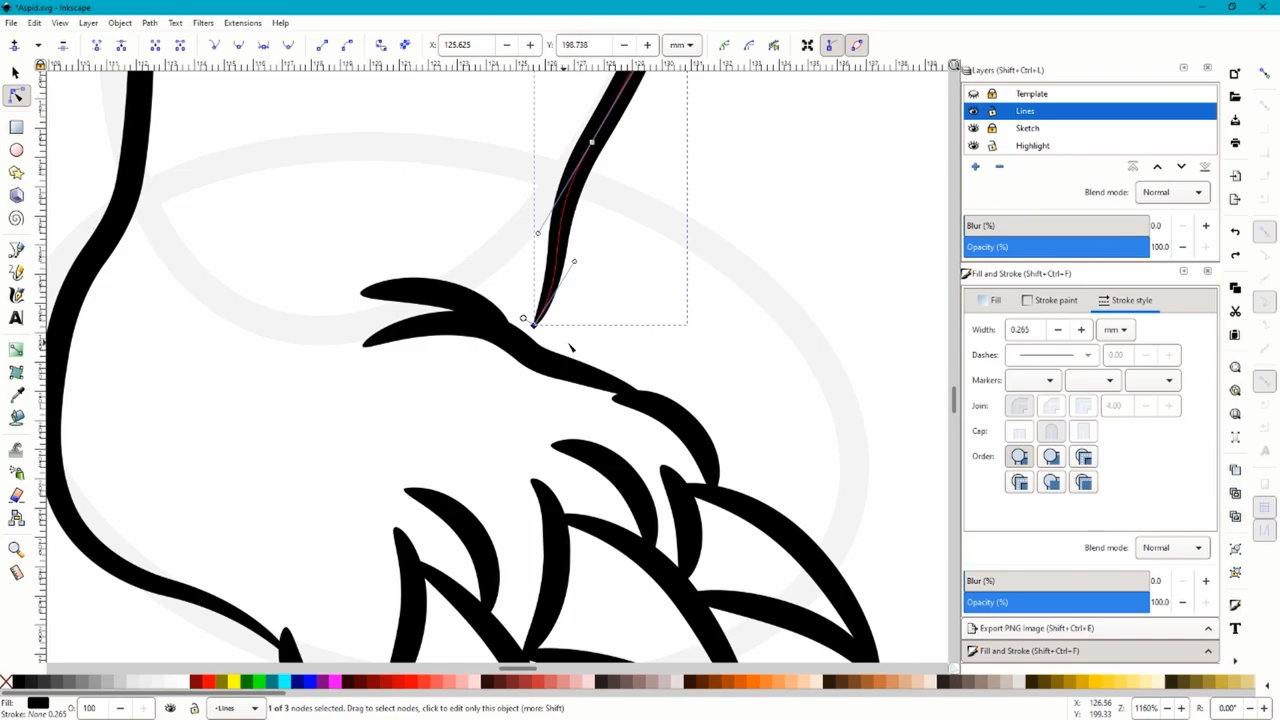 *Aspid.svg - Inkscape
File Edit View Layer Object Path Text Filters Extensions Help
X: 125.625 Y: 198.738 mm
Layers (Shift+L)
Template
Lines
Sketch
Highlight
Blend mode: Normal
Blur (%) 0.0
Opacity (%) 100.0
Fill and Stroke (Shift+F)
Fill Stroke paint Stroke style
Width: 0.265 mm
Dashes: 0.00
Markers:
Join: 4.00
Cap:
Order:
Blend mode: Normal
Blur (%) 0.0
Opacity (%) 100.0
Export PNG Image (Shift+Ctrl+E)
Fill and Stroke (Shift+Ctrl+F)
Fill:
Stroke: None 0.265
O: 100
Lines
1 of 3 nodes selected. Drag to select nodes, click to edit only this object (more: Shift)
X: 126.56
Y: 199.33
Z: 1160%
R: 0.00°